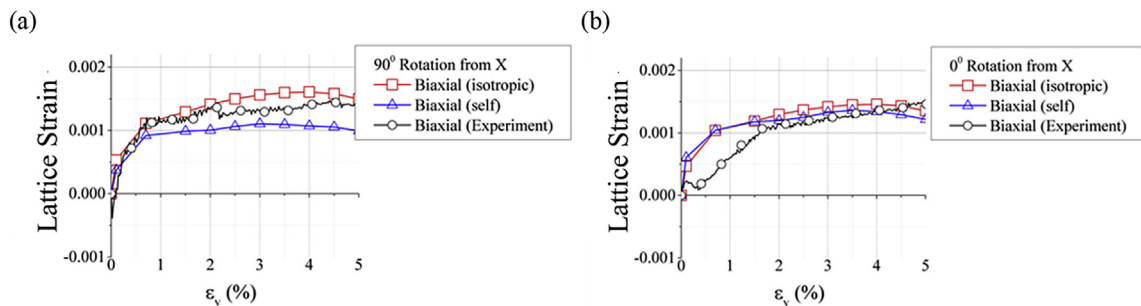 (a)
0.002
0.001
0.000
-0.001
Lattice Strain
0 1 2 3 4 5
εᵧ (%)
90⁰ Rotation from X
Biaxial (isotropic)
Biaxial (self)
Biaxial (Experiment)
(b)
0.002
0.001
0.000
-0.001
Lattice Strain
0 1 2 3 4 5
εᵧ (%)
0⁰ Rotation from X
Biaxial (isotropic)
Biaxial (self)
Biaxial (Experiment)